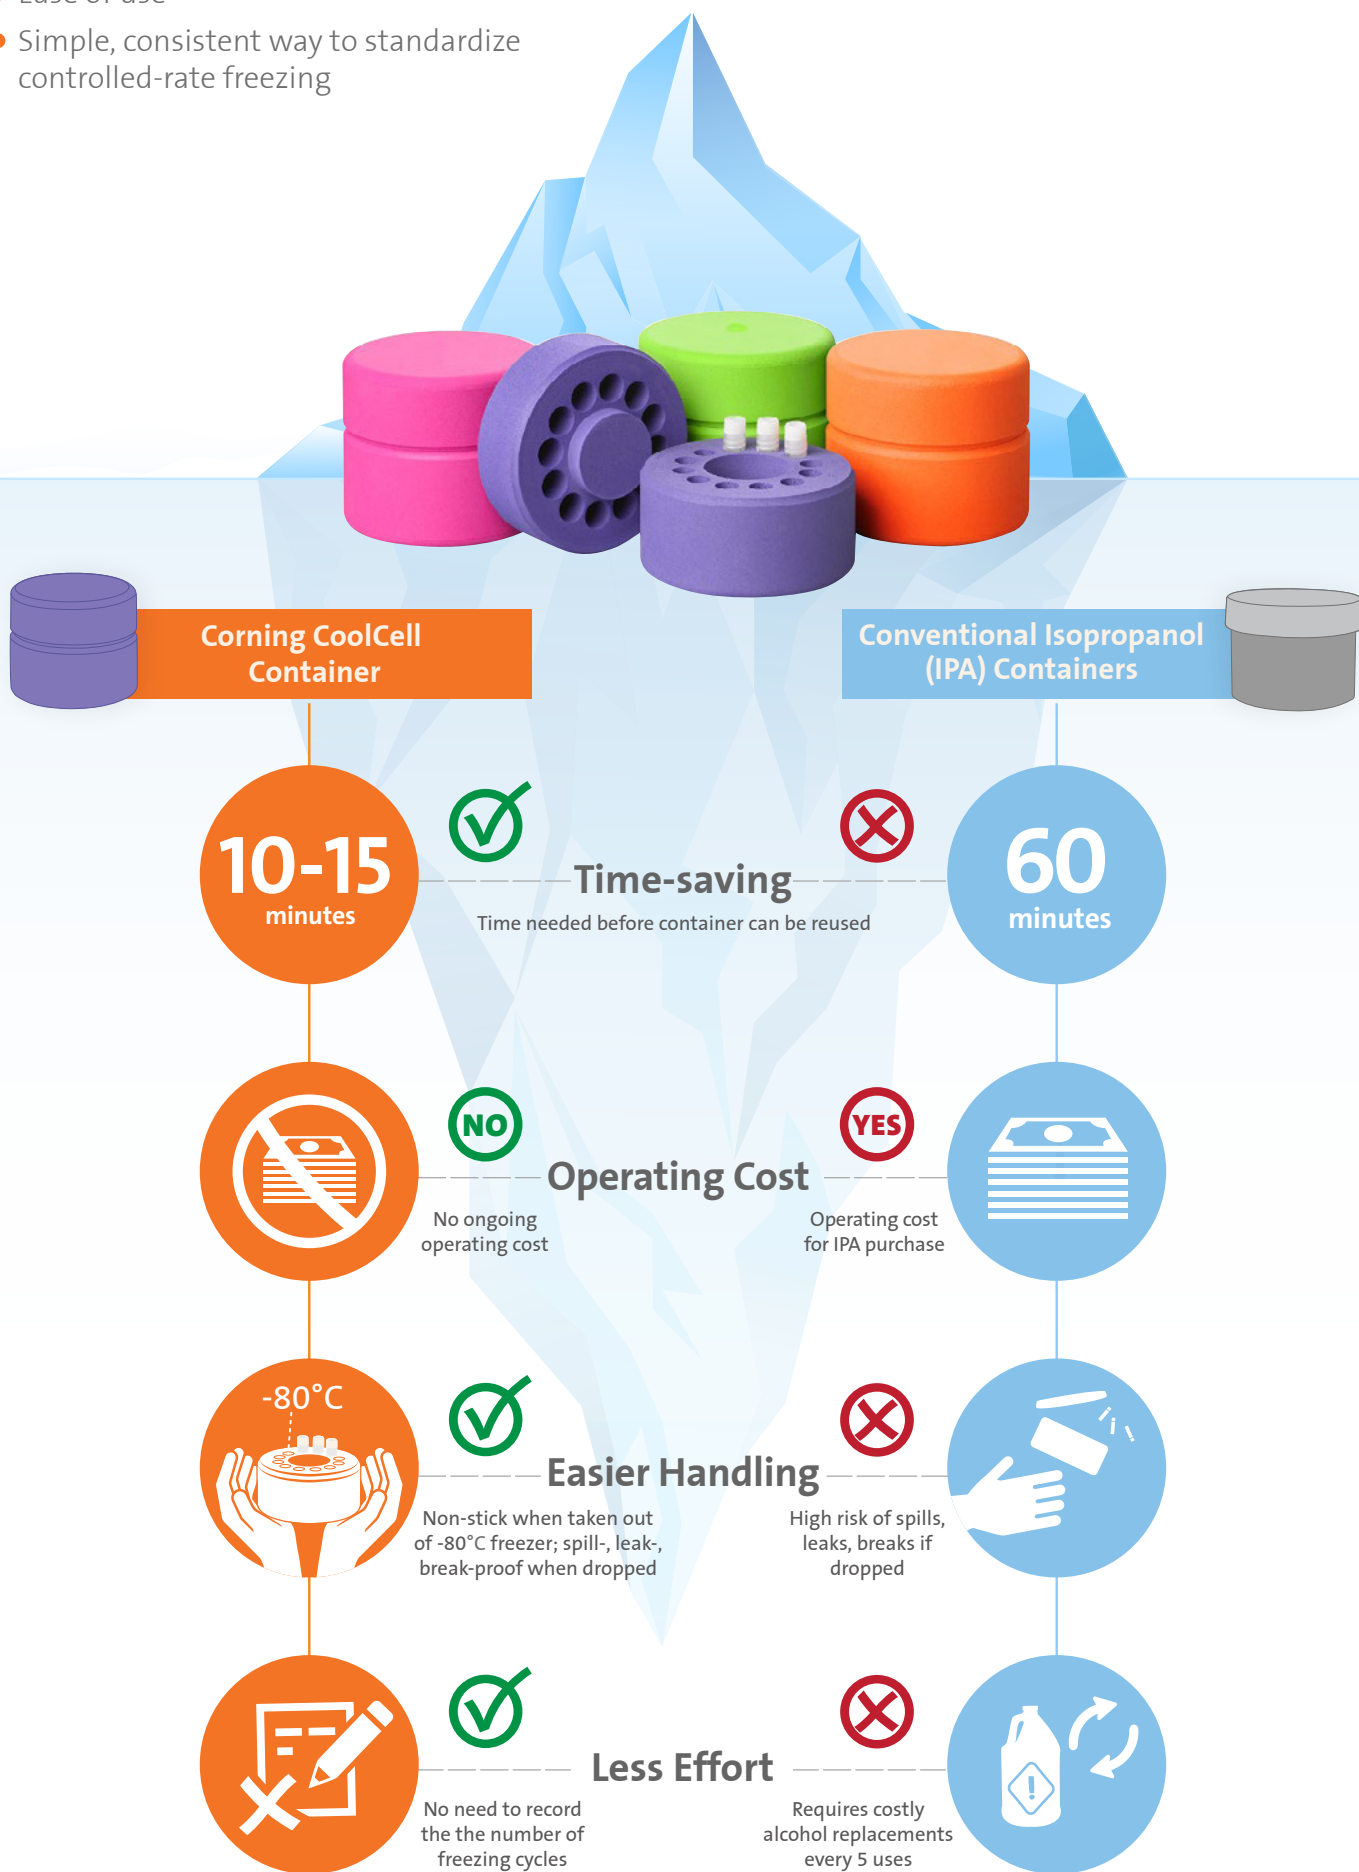 Ease of use
Simple, consistent way to standardize
controlled-rate freezing
Corning CoolCell
Container
Conventional Isopropanol
(IPA) Containers
10-15
minutes
Time-saving
Time needed before container can be reused
60
minutes
NO
YES
Operating Cost
No ongoing
operating cost
Operating cost
for IPA purchase
-80°C
Easier Handling
Non-stick when taken out
of -80°C freezer; spill-, leak-,
break-proof when dropped
High risk of spills,
leaks, breaks if
dropped
Less Effort
No need to record
the the number of
freezing cycles
Requires costly
alcohol replacements
every 5 uses